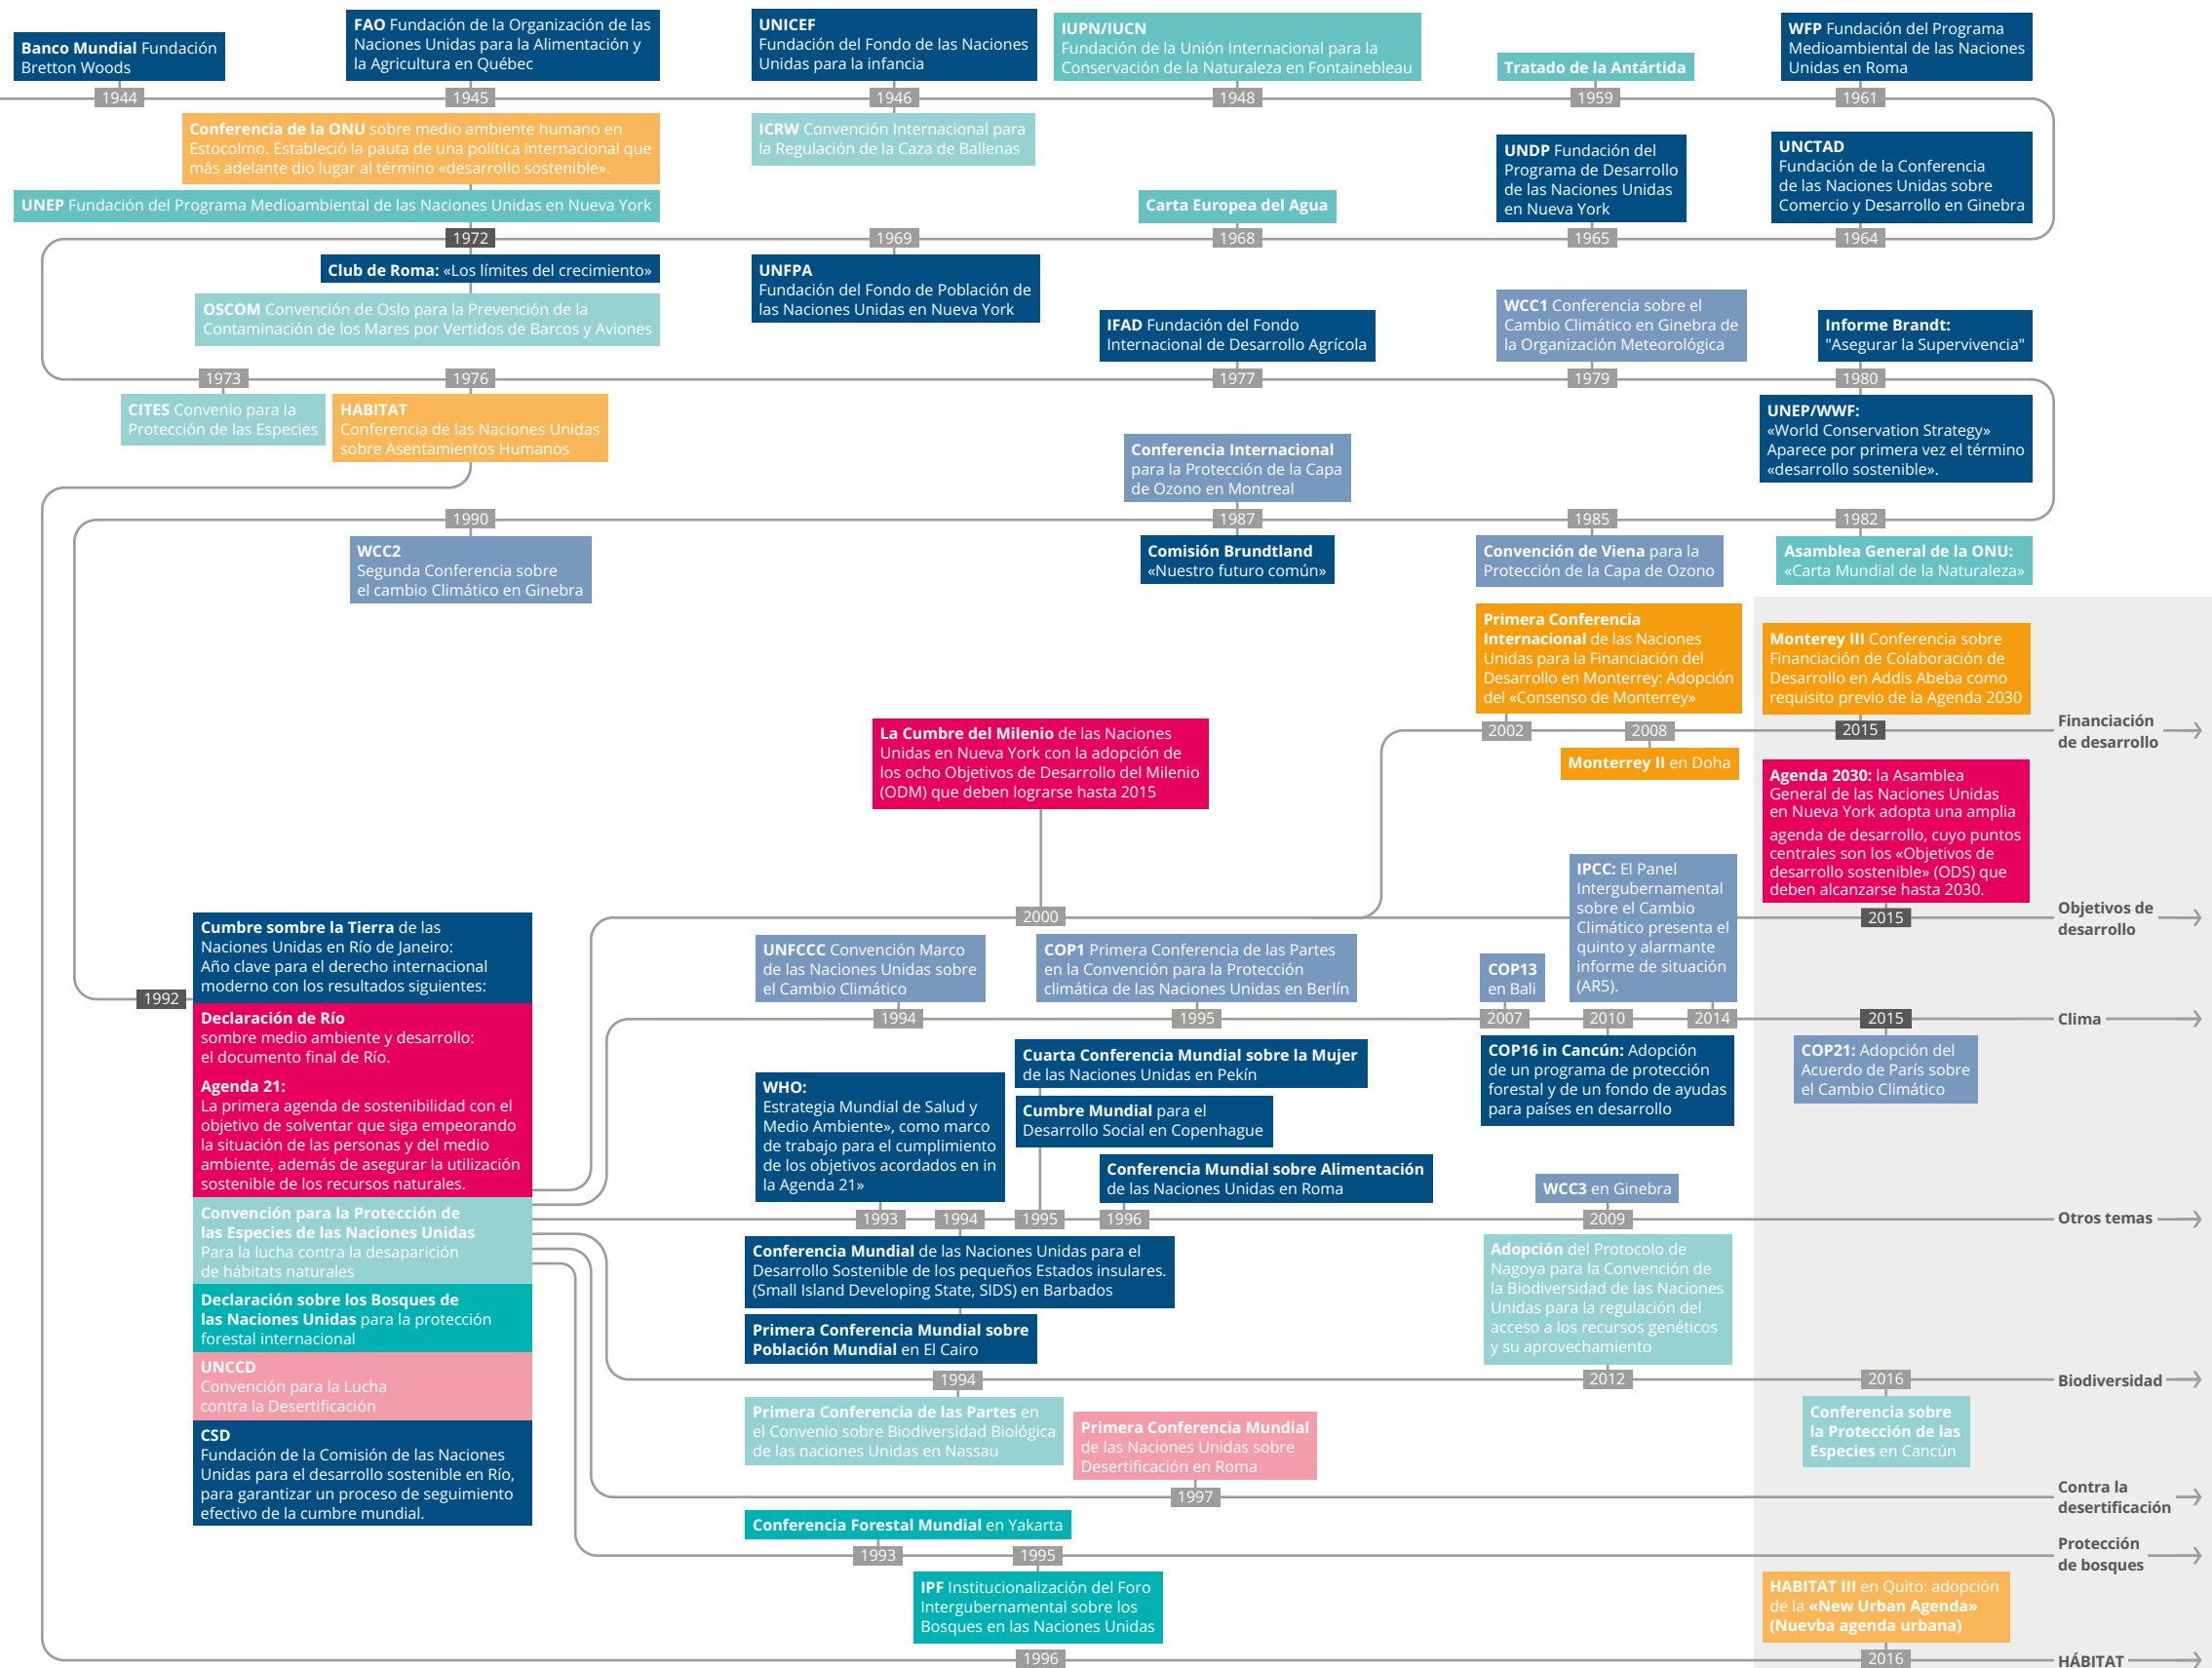 Banco Mundial Fundación
Bretton Woods
1944
FAO Fundación de la Organización de las
Naciones Unidas para la Alimentación y
la Agricultura en Québec
1945
UNICEF
Fundación del Fondo de las Naciones
Unidas para la infancia
1946
ICRW Convención Internacional para
la Regulación de la Caza de Ballenas
IUPN/IUCN
Fundación de la Unión Internacional para la
Conservación de la Naturaleza en Fontainebleau
1948
Tratado de la Antártida
1959
WFP Fundación del Programa
Medioambiental de las Naciones
Unidas en Roma
1961
UNCTAD
Fundación de la Conferencia
de las Naciones Unidas sobre
Comercio y Desarrollo en Ginebra
1964
UNDP Fundación del
Programa de Desarrollo
de las Naciones Unidas
en Nueva York
1965
Carta Europea del Agua
1968
1969
UNFPA
Fundación del Fondo de Población de
las Naciones Unidas en Nueva York
Conferencia de la ONU sobre medio ambiente humano en
Estocolmo. Estableció la pauta de una política internacional que
más adelante dio lugar al término «desarrollo sostenible».
UNEP Fundación del Programa Medioambiental de las Naciones Unidas en Nueva York
1972
Club de Roma: «Los límites del crecimiento»
OSCOM Convención de Oslo para la Prevención de la
Contaminación de los Mares por Vertidos de Barcos y Aviones
1973
CITES Convenio para la
Protección de las Especies
1976
HABITAT
Conferencia de las Naciones Unidas
sobre Asentamientos Humanos
IFAD Fundación del Fondo
Internacional de Desarrollo Agrícola
1977
WCC1 Conferencia sobre el
Cambio Climático en Ginebra de
la Organización Meteorológica
1979
Informe Brandt:
"Asegurar la Supervivencia"
1980
UNEP/WWF:
«World Conservation Strategy»
Aparece por primera vez el término
«desarrollo sostenible».
1982
Asamblea General de la ONU:
«Carta Mundial de la Naturaleza»
1985
Convención de Viena para la
Protección de la Capa de Ozono
Conferencia Internacional
para la Protección de la Capa
de Ozono en Montreal
1987
Comisión Brundtland
«Nuestro futuro común»
1990
WCC2
Segunda Conferencia sobre
el cambio Climático en Ginebra
1992
Cumbre sombre la Tierra de las
Naciones Unidas en Río de Janeiro:
Año clave para el derecho internacional
moderno con los resultados siguientes:
Declaración de Río
sombre medio ambiente y desarrollo:
el documento final de Río.
Agenda 21:
La primera agenda de sostenibilidad con el
objetivo de solventar que siga empeorando
la situación de las personas y del medio
ambiente, además de asegurar la utilización
sostenible de los recursos naturales.
Convención para la Protección de
las Especies de las Naciones Unidas
Para la lucha contra la desaparición
de hábitats naturales
Declaración sobre los Bosques de
las Naciones Unidas para la protección
forestal internacional
UNCCD
Convención para la Lucha
contra la Desertificación
CSD
Fundación de la Comisión de las Naciones
Unidas para el desarrollo sostenible en Río,
para garantizar un proceso de seguimiento
efectivo de la cumbre mundial.
Primera Conferencia
Internacional de las Naciones
Unidas para la Financiación del
Desarrollo en Monterrey: Adopción
del «Consenso de Monterrey»
2002
2008
Monterrey II en Doha
Monterey III Conferencia sobre
Financiación de Colaboración de
Desarrollo en Addis Abeba como
requisito previo de la Agenda 2030
2015
Financiación
de desarrollo
La Cumbre del Milenio de las Naciones
Unidas en Nueva York con la adopción de
los ocho Objetivos de Desarrollo del Milenio
(ODM) que deben lograrse hasta 2015
2000
Agenda 2030: la Asamblea
General de las Naciones Unidas
en Nueva York adopta una amplia
agenda de desarrollo, cuyo puntos
centrales son los «Objetivos de
desarrollo sostenible» (ODS) que
deben alcanzarse hasta 2030.
2015
Objetivos de
desarrollo
UNFCCC Convención Marco
de las Naciones Unidas sobre
el Cambio Climático
1994
COP1 Primera Conferencia de las Partes
en la Convención para la Protección
climática de las Naciones Unidas en Berlín
1995
COP13
en Bali
2007
2010
COP16 in Cancún: Adopción
de un programa de protección
forestal y de un fondo de ayudas
para países en desarrollo
IPCC: El Panel
Intergubernamental
sobre el Cambio
Climático presenta el
quinto y alarmante
informe de situación
(AR5).
2014
2015
COP21: Adopción del
Acuerdo de París sobre
el Cambio Climático
Clima
WHO:
Estrategia Mundial de Salud y
Medio Ambiente», como marco
de trabajo para el cumplimiento
de los objetivos acordados en in
la Agenda 21»
1993
1994
Conferencia Mundial de las Naciones Unidas para el
Desarrollo Sostenible de los pequeños Estados insulares.
(Small Island Developing State, SIDS) en Barbados
Primera Conferencia Mundial sobre
Población Mundial en El Cairo
Cuarta Conferencia Mundial sobre la Mujer
de las Naciones Unidas en Pekín
Cumbre Mundial para el
Desarrollo Social en Copenhague
1995
Conferencia Mundial sobre Alimentación
de las Naciones Unidas en Roma
1996
WCC3 en Ginebra
2009
Otros temas
1994
Primera Conferencia de las Partes en
el Convenio sobre Biodiversidad Biológica
de las naciones Unidas en Nassau
Adopción del Protocolo de
Nagoya para la Convención de
la Biodiversidad de las Naciones
Unidas para la regulación del
acceso a los recursos genéticos
y su aprovechamiento
2012
2016
Conferencia sobre
la Protección de las
Especies en Cancún
Biodiversidad
Primera Conferencia Mundial
de las Naciones Unidas sobre
Desertificación en Roma
1997
Contra la
desertificación
Conferencia Forestal Mundial en Yakarta
1993
1995
IPF Institucionalización del Foro
Intergubernamental sobre los
Bosques en las Naciones Unidas
Protección
de bosques
1996
HABITAT III en Quito: adopción
de la «New Urban Agenda»
(Nuevba agenda urbana)
2016
HÁBITAT